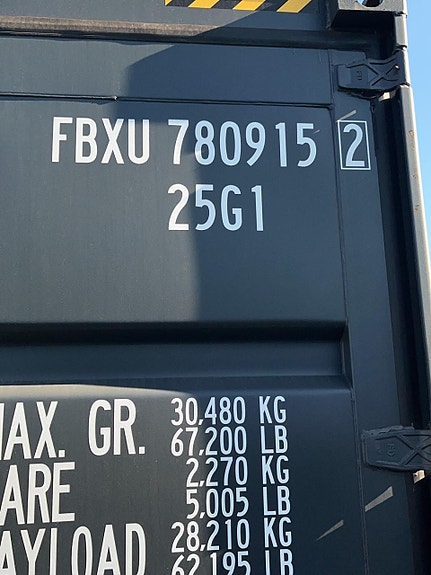 FBXU 780915 2
25G1
MAX. GR. 30,480 KG
67,200 LB
ARE 2,270 KG
5,005 LB
AYLOAD 28,210 KG
62,195 LB